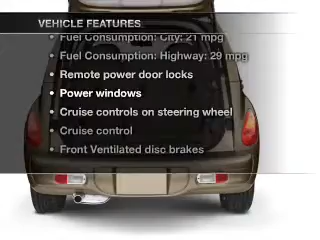 VEHICLE FEATURES
• Fuel Consumption: City: 21 mpg
• Fuel Consumption: Highway: 29 mpg
• Remote power door locks
• Power windows
• Cruise controls on steering wheel
• Cruise control
• Front Ventilated disc brakes